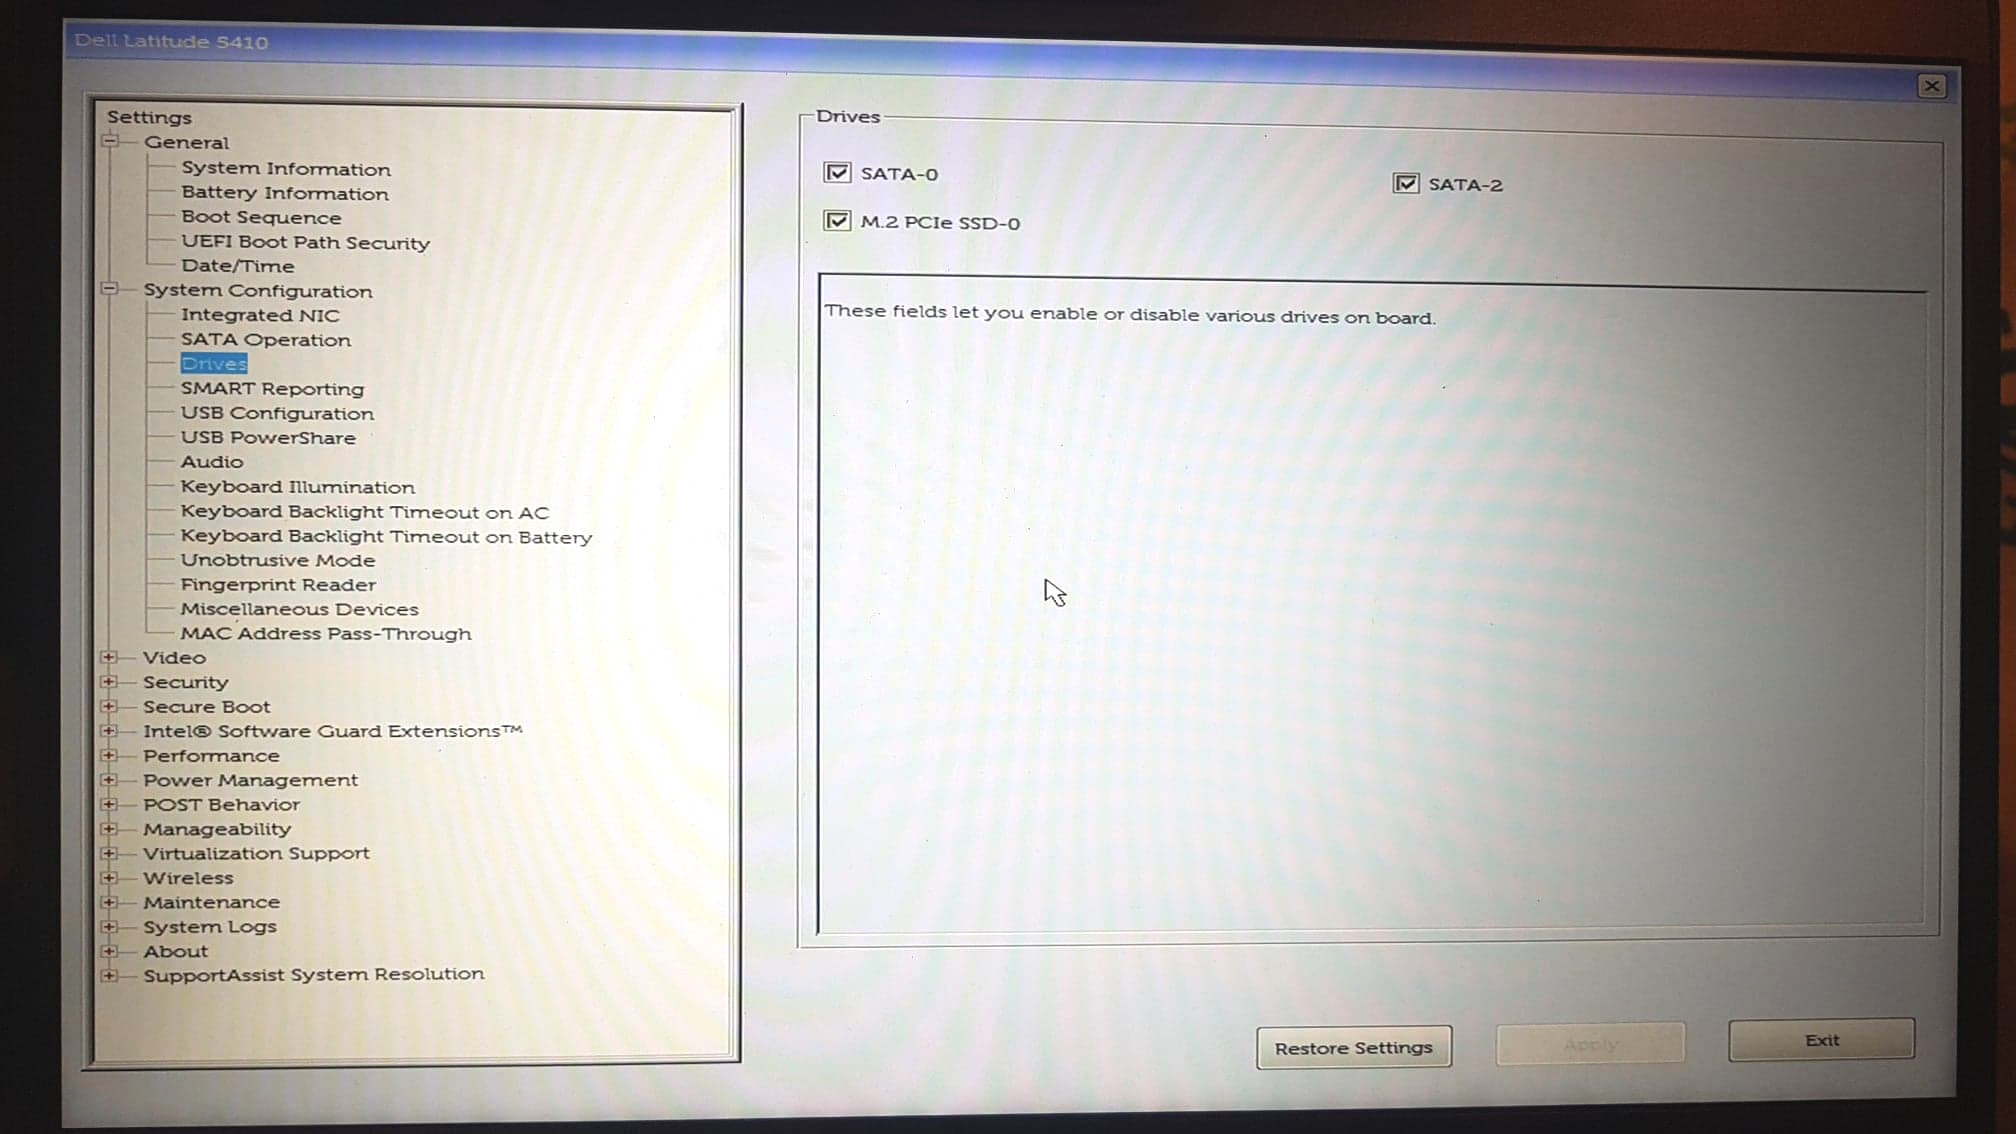 Dell Latitude 5410
Settings
General
System Information
Battery Information
Boot Sequence
UEFI Boot Path Security
Date/Time
System Configuration
Integrated NIC
SATA Operation
Drives
SMART Reporting
USB Configuration
USB PowerShare
Audio
Keyboard Illumination
Keyboard Backlight Timeout on AC
Keyboard Backlight Timeout on Battery
Unobtrusive Mode
Fingerprint Reader
Miscellaneous Devices
MAC Address Pass-Through
Video
Security
Secure Boot
Intel® Software Guard Extensions™
Performance
Power Management
POST Behavior
Manageability
Virtualization Support
Wireless
Maintenance
System Logs
About
SupportAssist System Resolution
Drives
SATA-0
SATA-2
M.2 PCIe SSD-0
These fields let you enable or disable various drives on board.
Restore Settings
Apply
Exit